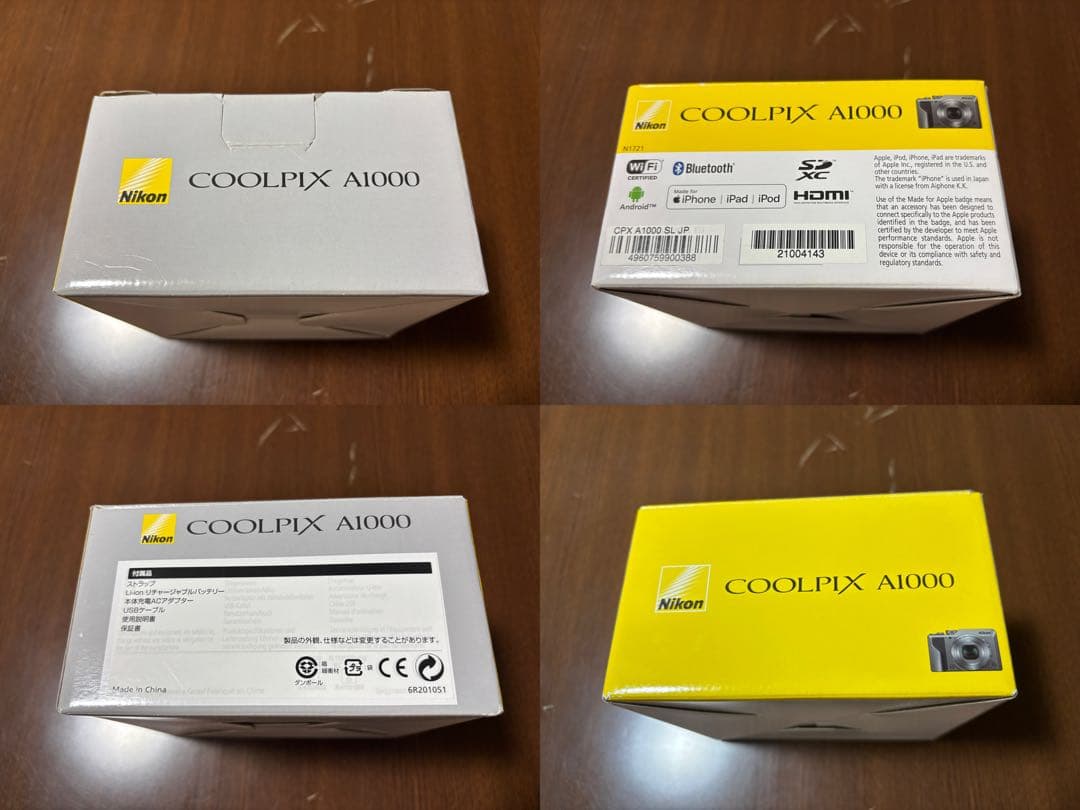 Nikon
COOLPIX A1000
Nikon
COOLPIX A1000
N1721
Wi Fi
CERTIFIED
Bluetooth®
SD
XC
Android™
Made for
iPhone | iPad | iPod
HDMI™
Apple, iPod, iPhone, iPad are trademarks
of Apple Inc., registered in the U.S. and
other countries.
The trademark "iPhone" is used in Japan
with a license from Aiphone K.K.
Use of the Made for Apple badge means
that an accessory has been designed to
connect specifically to the Apple products
identified in the badge, and has been
certified by the developer to meet Apple
performance standards. Apple is not
responsible for the operation of this
device or its compliance with safety and
regulatory standards.
CPX A1000 SL JP
4960759900388
21004143
Nikon
COOLPIX A1000
付属品
ストラップ
Li-ion リチャージャブルバッテリー
本体充電ACアダプター
USBケーブル
使用説明書
保証書
製品の外観、仕様などは変更することがあります。
ダンボール
箱
緩衝材
プラ
袋
CE
Made in China
6R201051
Nikon
COOLPIX A1000